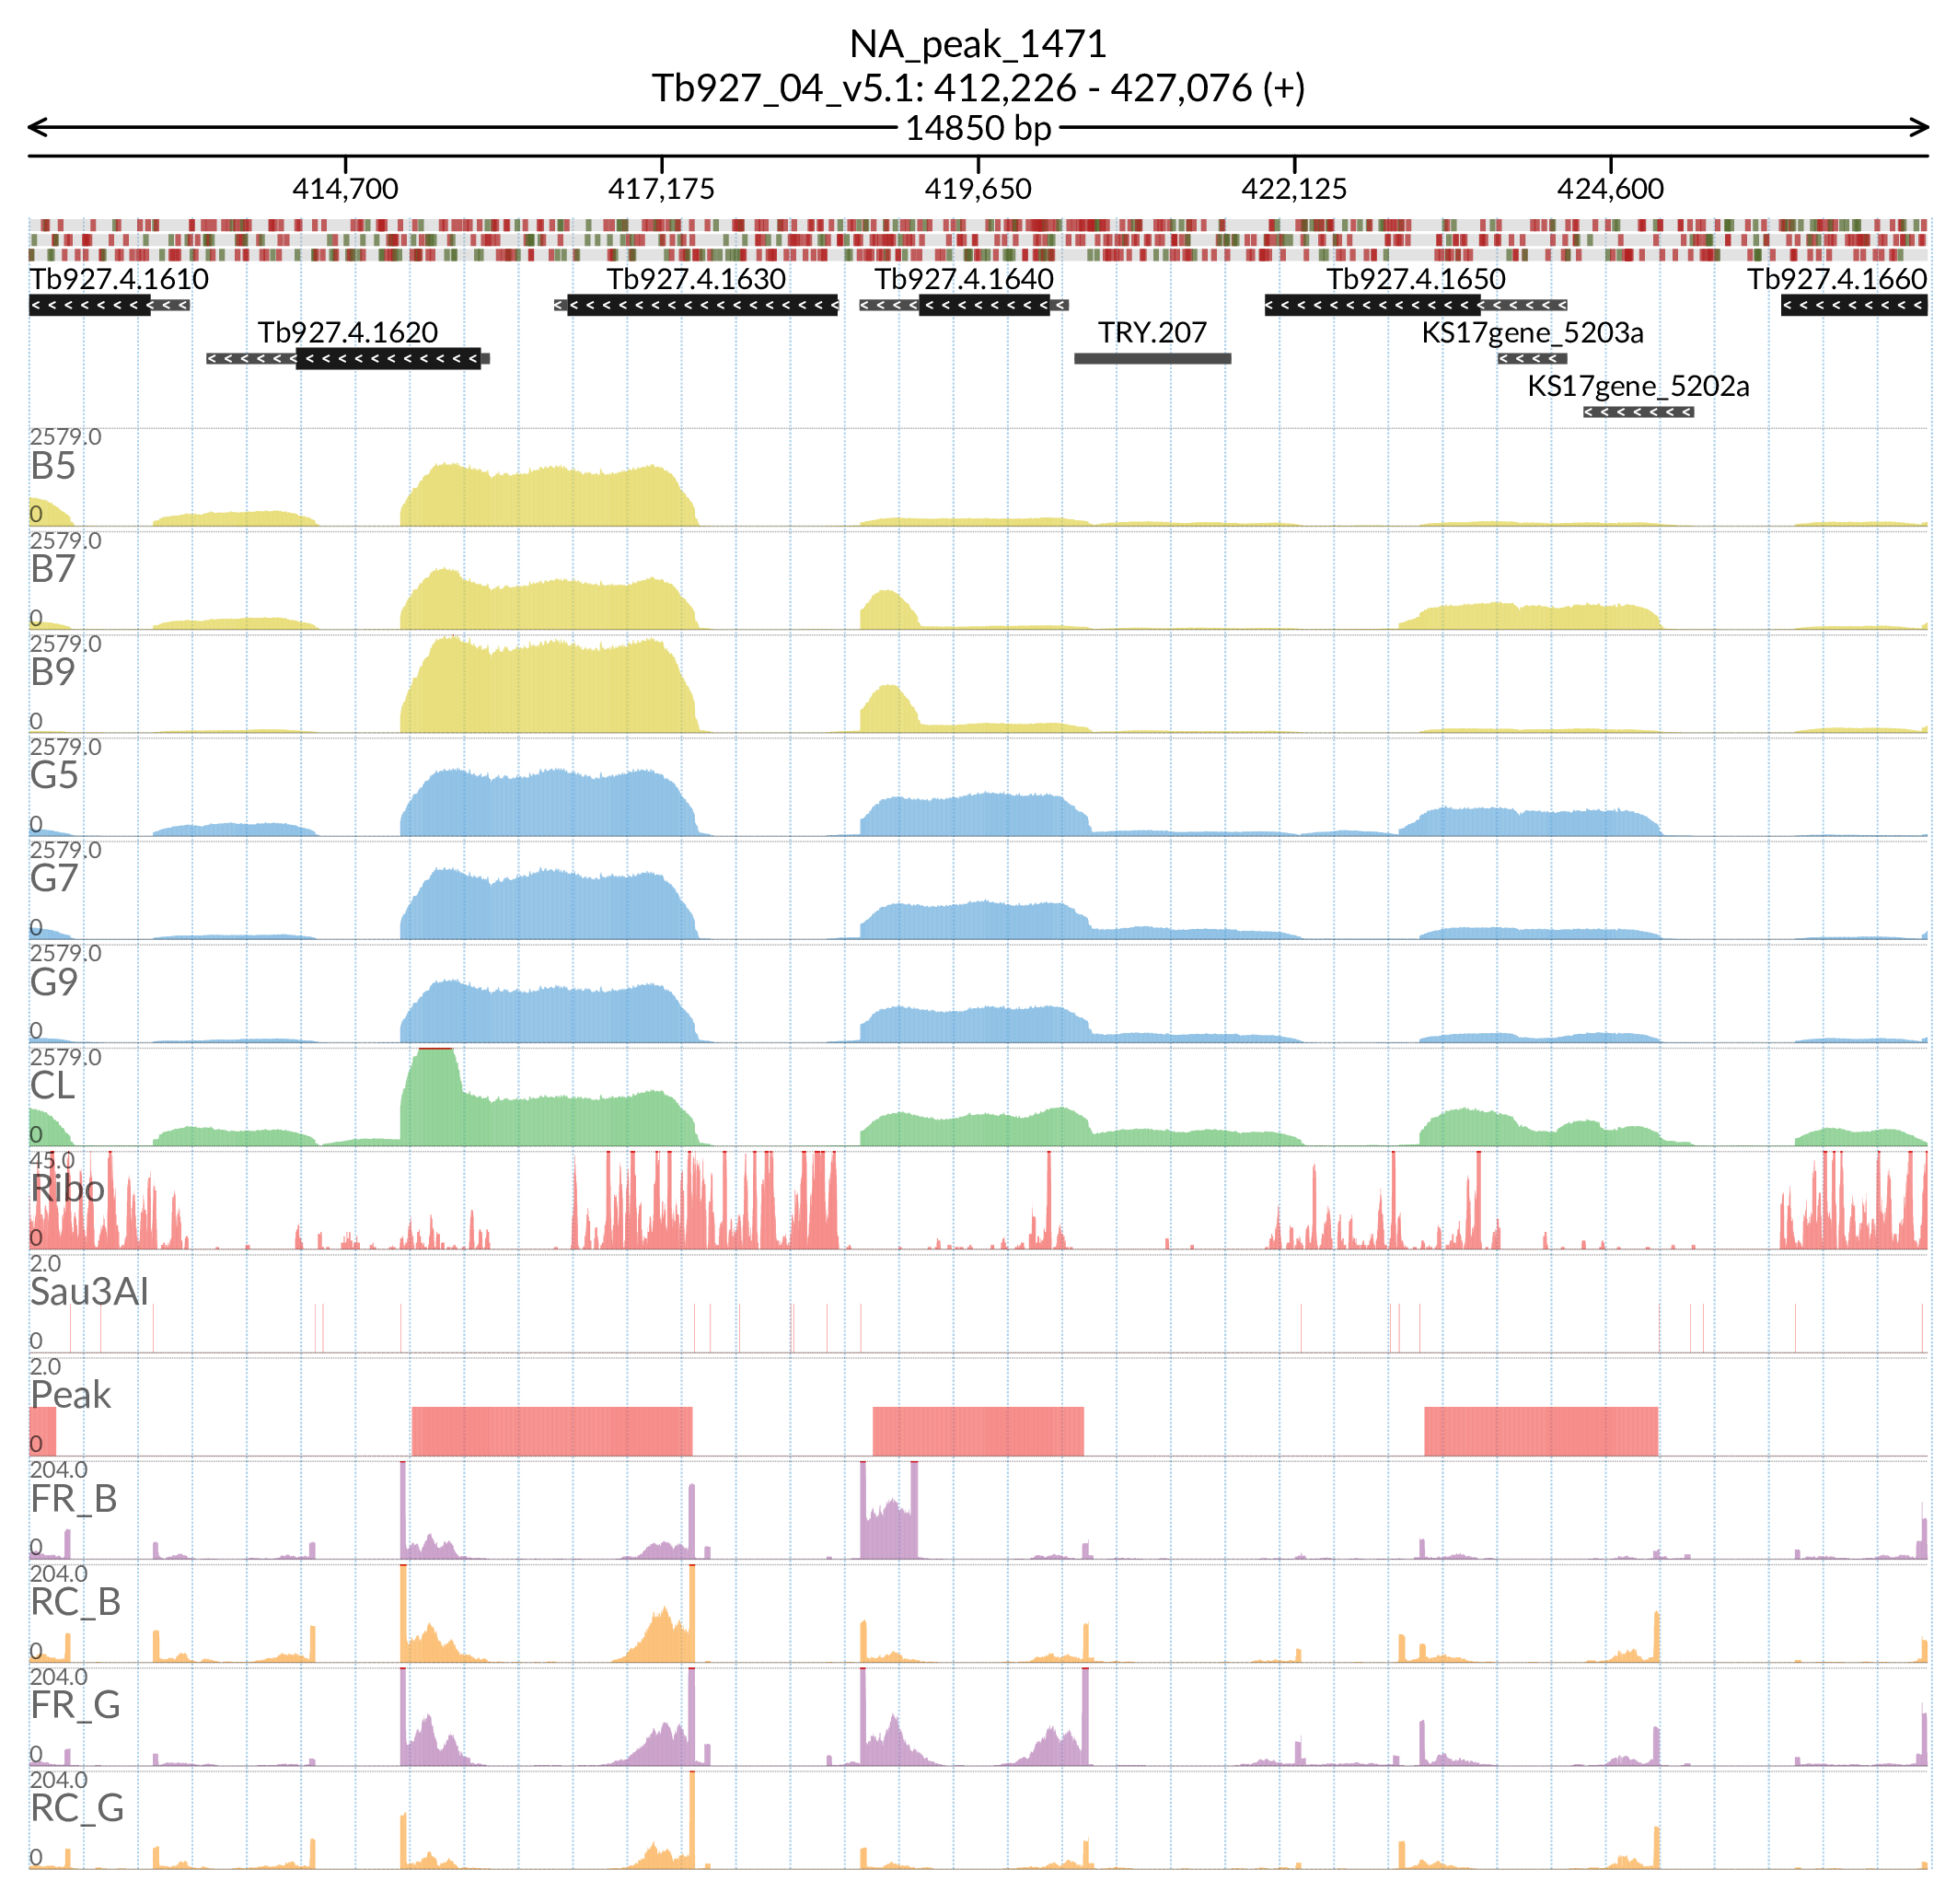 NA_peak_1471
Tb927_04_v5.1: 412,226 - 427,076 (+)
14850 bp
414,700 417,175 419,650 422,125 424,600
Tb927.4.1610 Tb927.4.1630 Tb927.4.1640 Tb927.4.1650 Tb927.4.1660
Tb927.4.1620 TRY.207 KS17gene_5203a
KS17gene_5202a
2579.0
B5
0
2579.0
B7
0
2579.0
B9
0
2579.0
G5
0
2579.0
G7
0
2579.0
G9
0
2579.0
CL
0
45.0
Ribo
0
2.0
Sau3AI
0
2.0
Peak
0
204.0
FR_B
0
204.0
RC_B
0
204.0
FR_G
0
204.0
RC_G
0